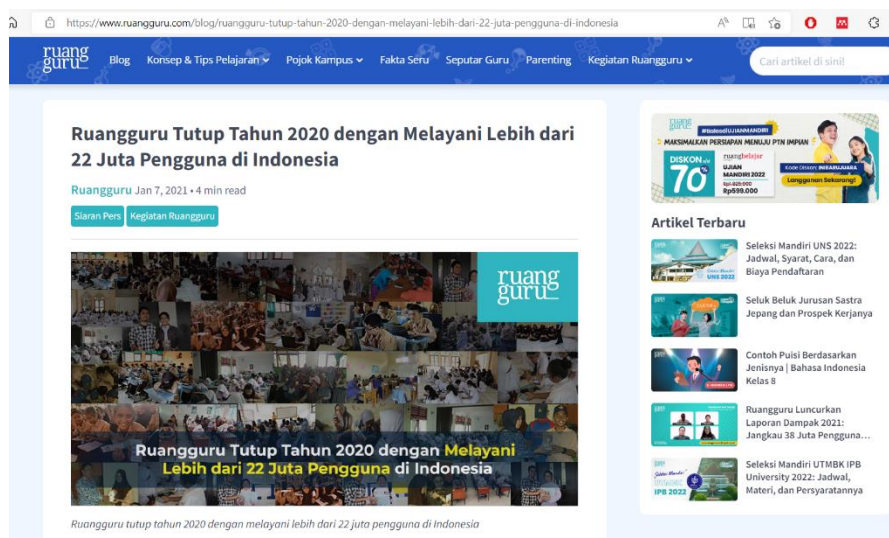 https://www.ruangguru.com/blog/ruangguru-tutup-tahun-2020-dengan-melayani-lebih-dari-22-juta-pengguna-di-indonesia
ruang
guru
Blog Konsep & Tips Pelajaran Pojok Kampus Fakta Seru Seputar Guru Parenting Kegiatan Ruangguru
Cari artikel di sini!
Ruangguru Tutup Tahun 2020 dengan Melayani Lebih dari
22 Juta Pengguna di Indonesia
Ruangguru Jan 7, 2021 • 4 min read
Siaran Pers Kegiatan Ruangguru
ruang
guru
Ruangguru Tutup Tahun 2020 dengan Melayani
Lebih dari 22 Juta Pengguna di Indonesia
Ruangguru tutup tahun 2020 dengan melayani lebih dari 22 juta pengguna di Indonesia
MAKSIMALKAN PERSIAPAN MENUJU PTN IMPIAN
DISKON
70%
ruangbelajar
UJIAN
MANDIRI 2022
Rp599.000
Langganan Sekarang!
Artikel Terbaru
Seleksi Mandiri UNS 2022:
Jadwal, Syarat, Cara, dan
Biaya Pendaftaran
UNS 2022
Seluk Beluk Jurusan Sastra
Jepang dan Prospek Kerjanya
Contoh Puisi Berdasarkan
Jenisnya | Bahasa Indonesia
Kelas 8
Ruangguru Luncurkan
Laporan Dampak 2021:
Jangkau 38 Juta Pengguna...
Seleksi Mandiri UTMBK IPB
University 2022: Jadwal,
Materi, dan Persyaratannya
IPB 2022